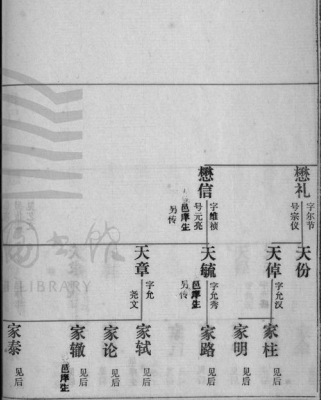 懋礼
字尔节
号宗仪
懋信
字维祯
号元亮
邑庠生
另传
天份
天倬
字允汉
天毓
字允秀
邑庠生
另传
天章
字允
尧文
家柱
见后
家明
见后
家路
见后
家轼
见后
家论
见后
家辙
见后
邑庠生
家泰
见后
LIBRARY